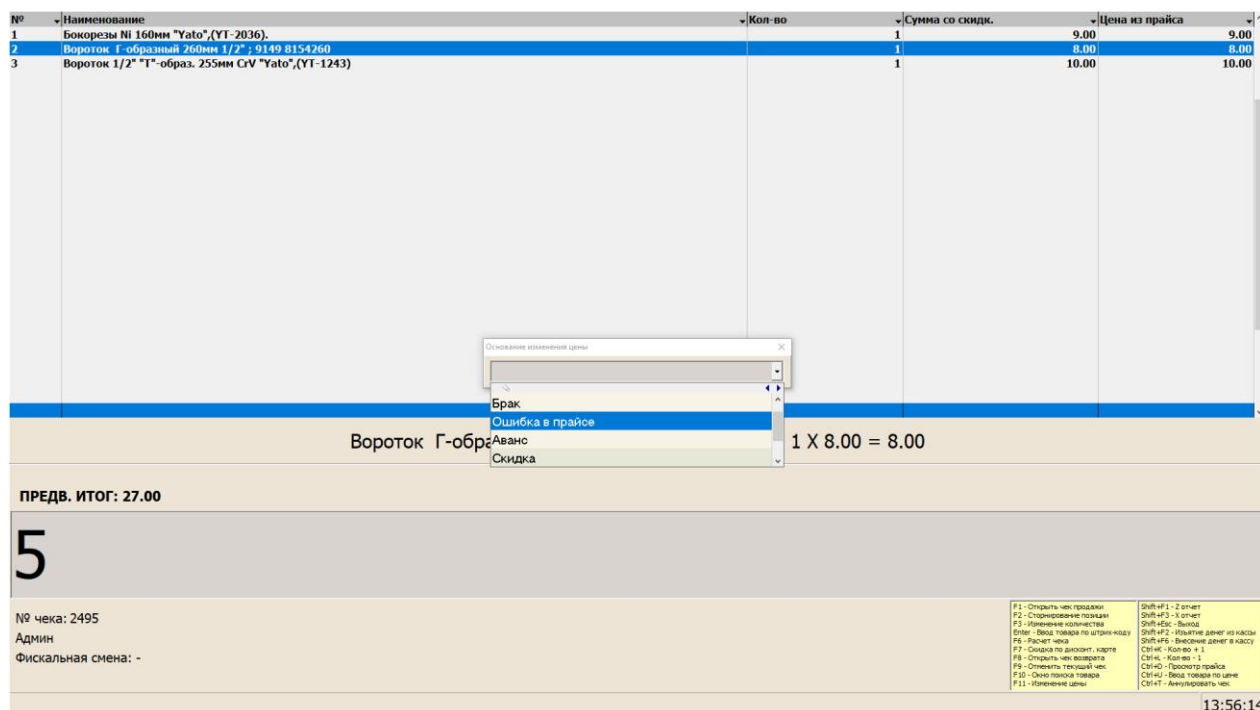 № Наименование Кол-во Сумма со скидк. Цена из прайса
1 Бокорезы Ni 160мм "Yato",(YT-2036). 1 9.00 9.00
2 Вороток Г-образный 260мм 1/2" ; 9149 8154260 1 8.00 8.00
3 Вороток 1/2" "Т"-образ. 255мм CrV "Yato",(YT-1243) 1 10.00 10.00
Основание изменения цены
Брак
Ошибка в прайсе
Аванс
Скидка
Вороток Г-обра 1 X 8.00 = 8.00
ПРЕДВ. ИТОГ: 27.00
5
№ чека: 2495
Админ
Фискальная смена: -
F1 - Открыть чек продажи
F2 - Сторнирование позиции
F3 - Изменение количества
Enter - Ввод товара по штрих-коду
F6 - Расчет чека
F7 - Скидка по дисконт. карте
F8 - Открыть чек возврата
F9 - Отменить текущий чек
F10 - Окно поиска товара
F11 - Изменение цены
Shift+F1 - Z отчет
Shift+F3 - X отчет
Shift+Esc - Выход
Shift+F2 - Изъятие денег из кассы
Shift+F6 - Внесение денег в кассу
Ctrl+K - Кол-во + 1
Ctrl+L - Кол-во - 1
Ctrl+D - Просмотр прайса
Ctrl+U - Ввод товара по цене
Ctrl+T - Аннулировать чек
13:56:14